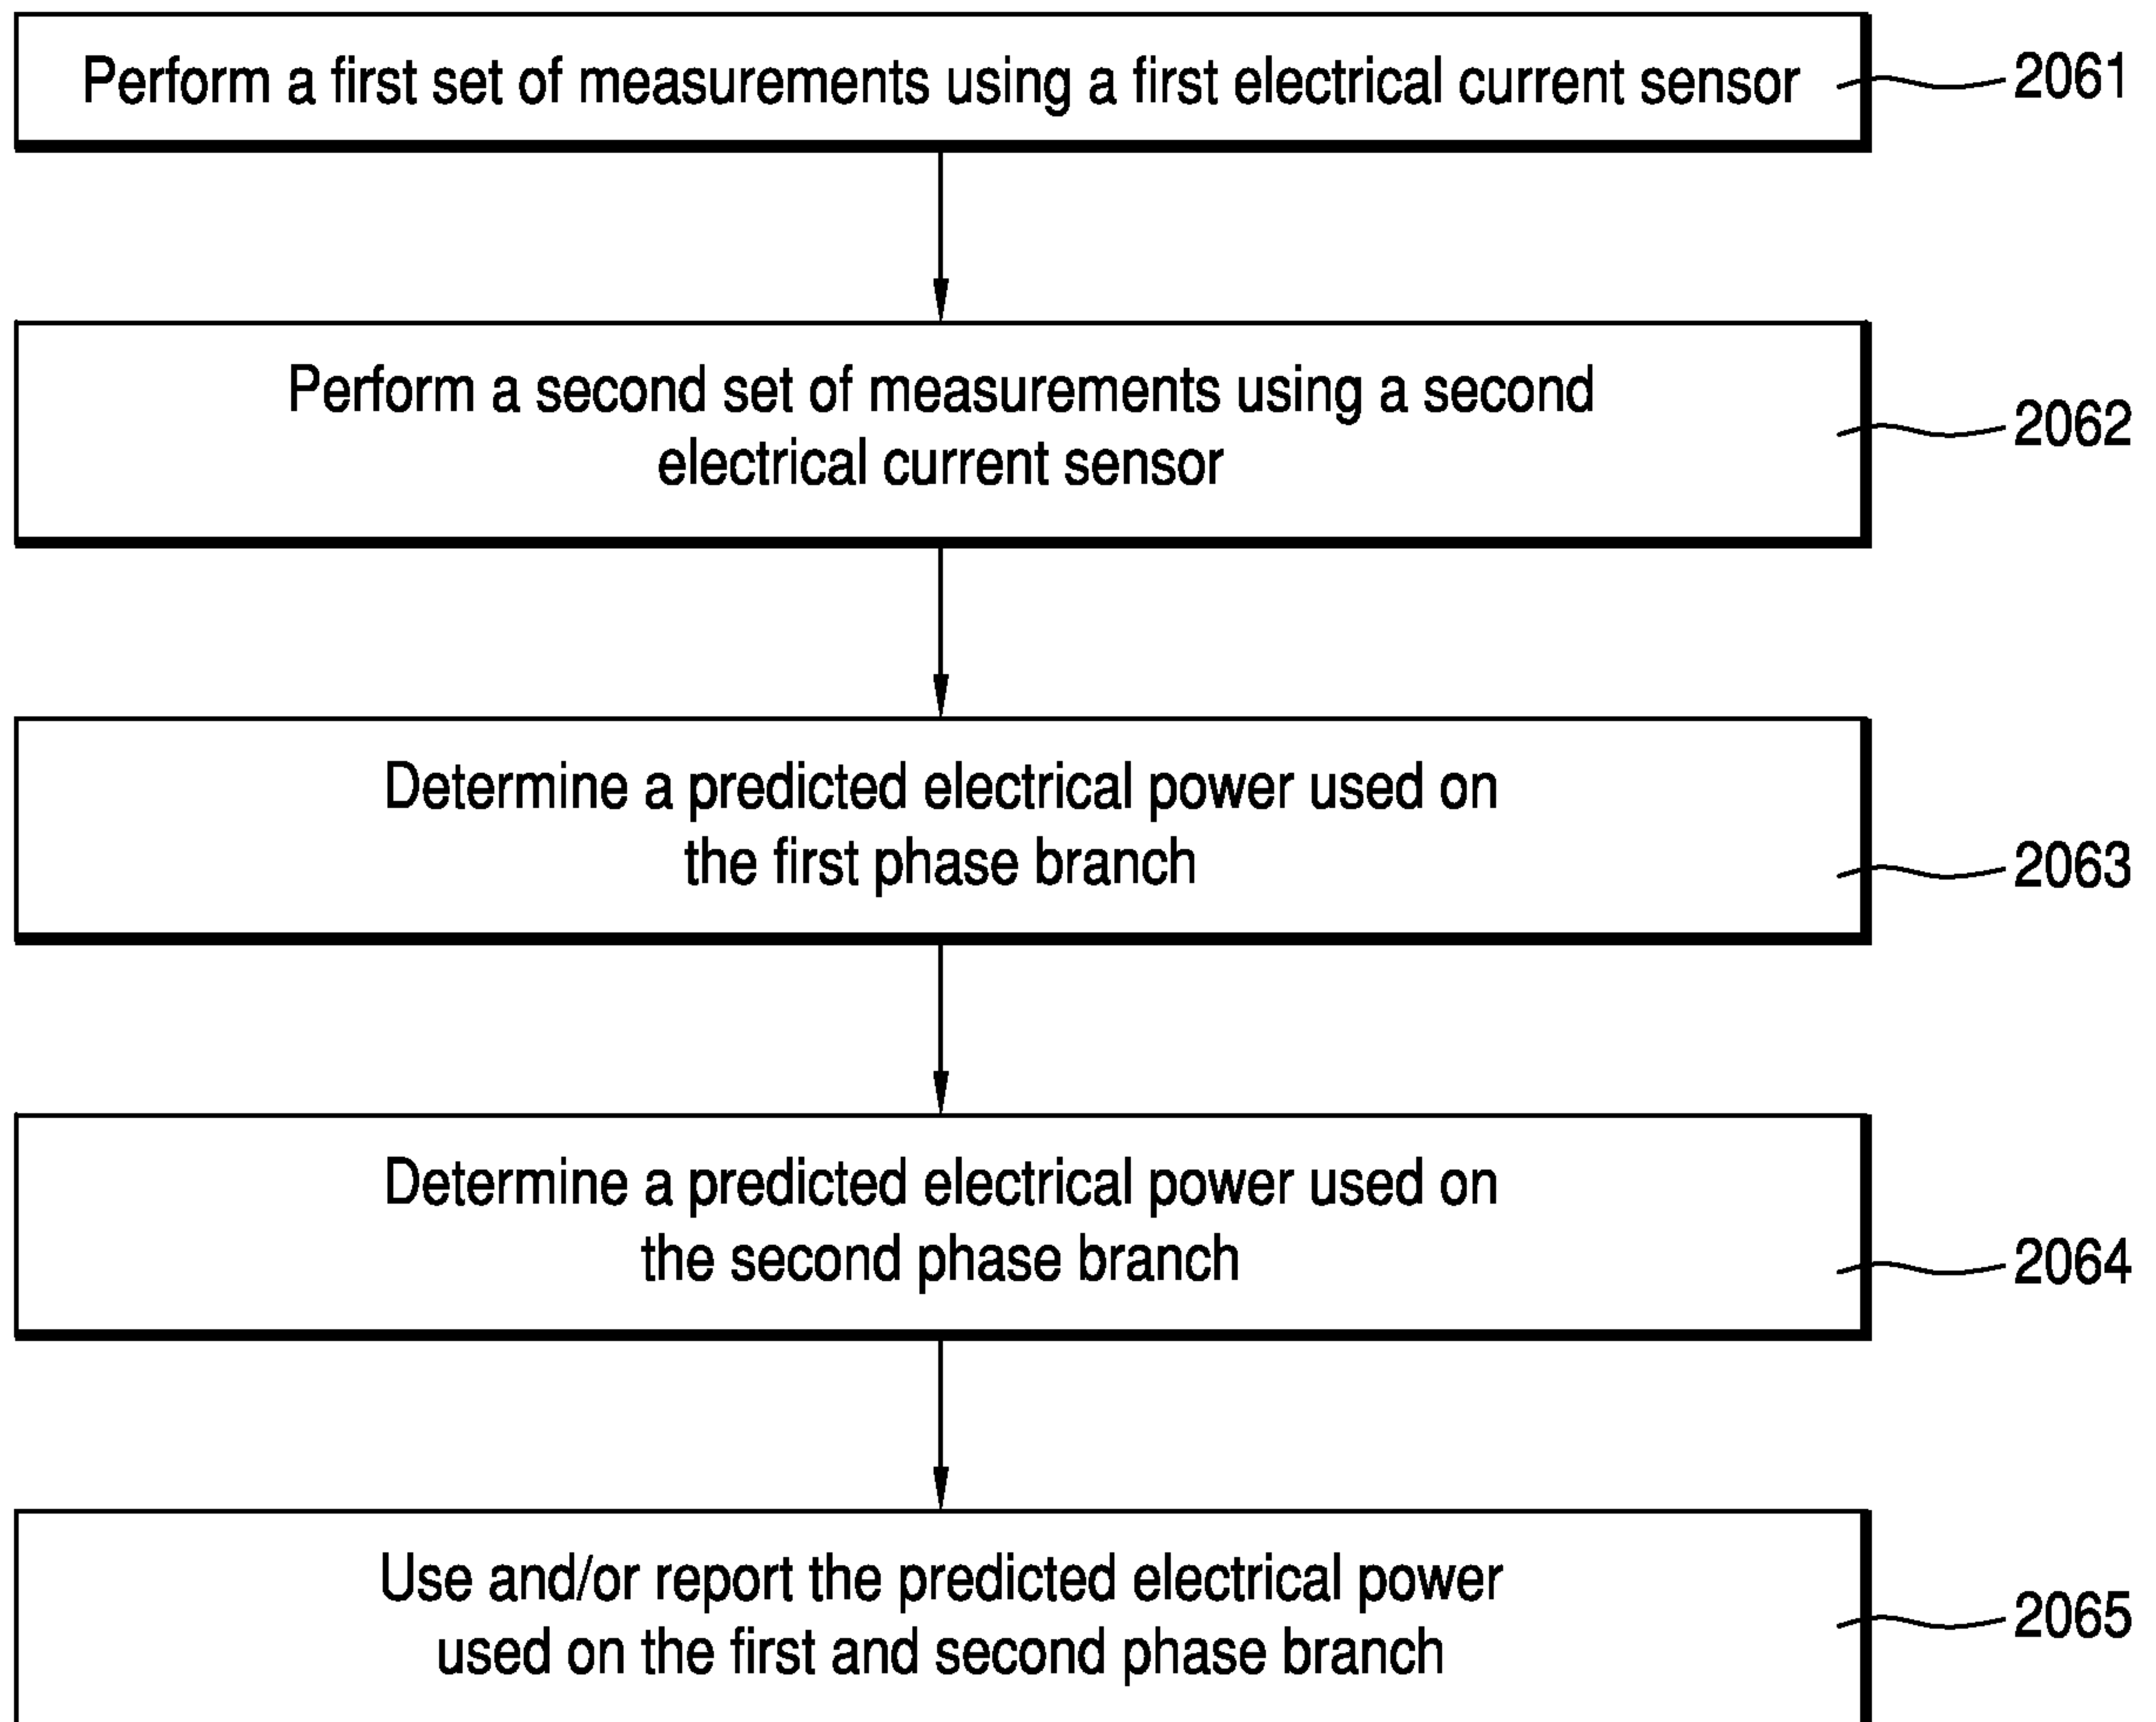 Perform a first set of measurements using a first electrical current sensor
2061
Perform a second set of measurements using a second
electrical current sensor
2062
Determine a predicted electrical power used on
the first phase branch
2063
Determine a predicted electrical power used on
the second phase branch
2064
Use and/or report the predicted electrical power
used on the first and second phase branch
2065